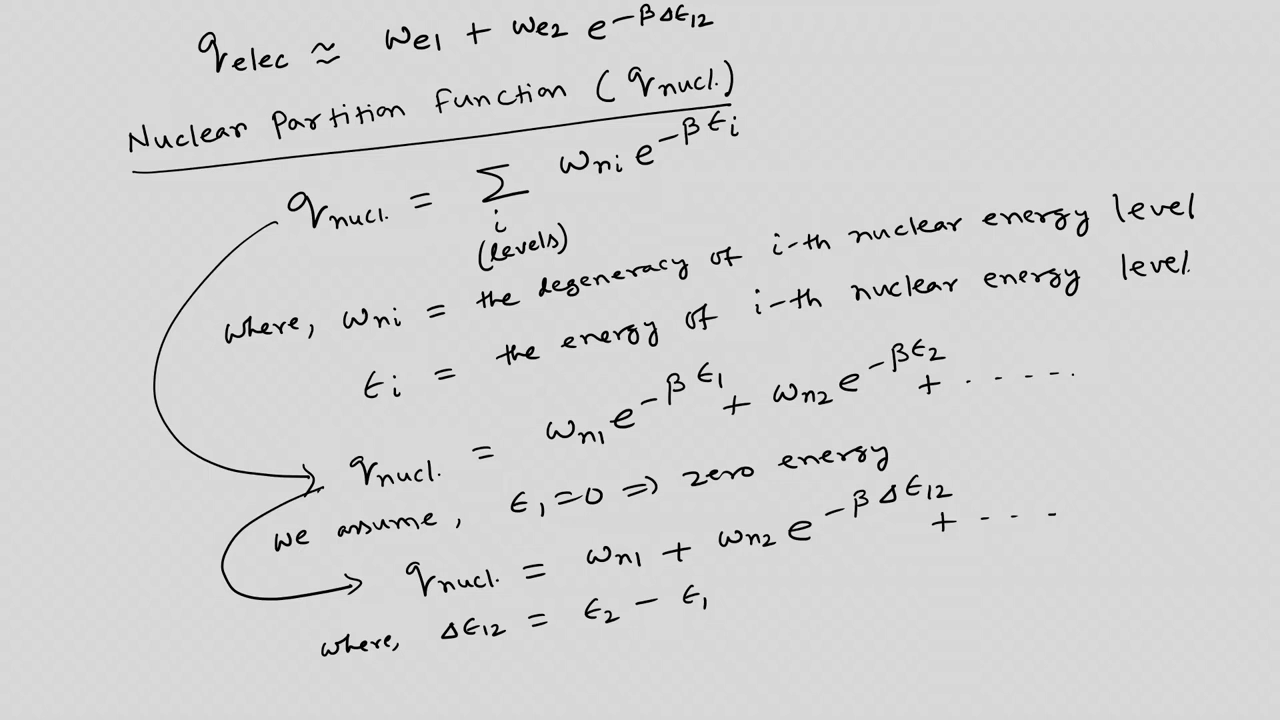 q_elec ≈ ω_e1 + ω_e2 e^{-βΔϵ_12}
Nuclear Partition Function (q_nucl.)
q_nucl. = Σ_{i (levels)} ω_ni e^{-βϵ_i}
where, ω_ni = the degeneracy of i-th nuclear energy level
ϵ_i = the energy of i-th nuclear energy level.
q_nucl. = ω_n1 e^{-βϵ_1} + ω_n2 e^{-βϵ_2} + . - - - - .
we assume, ϵ_1 = 0 ⇒ zero energy
q_nucl. = ω_n1 + ω_n2 e^{-βΔϵ_12} + - - -
where, Δϵ_12 = ϵ_2 - ϵ_1